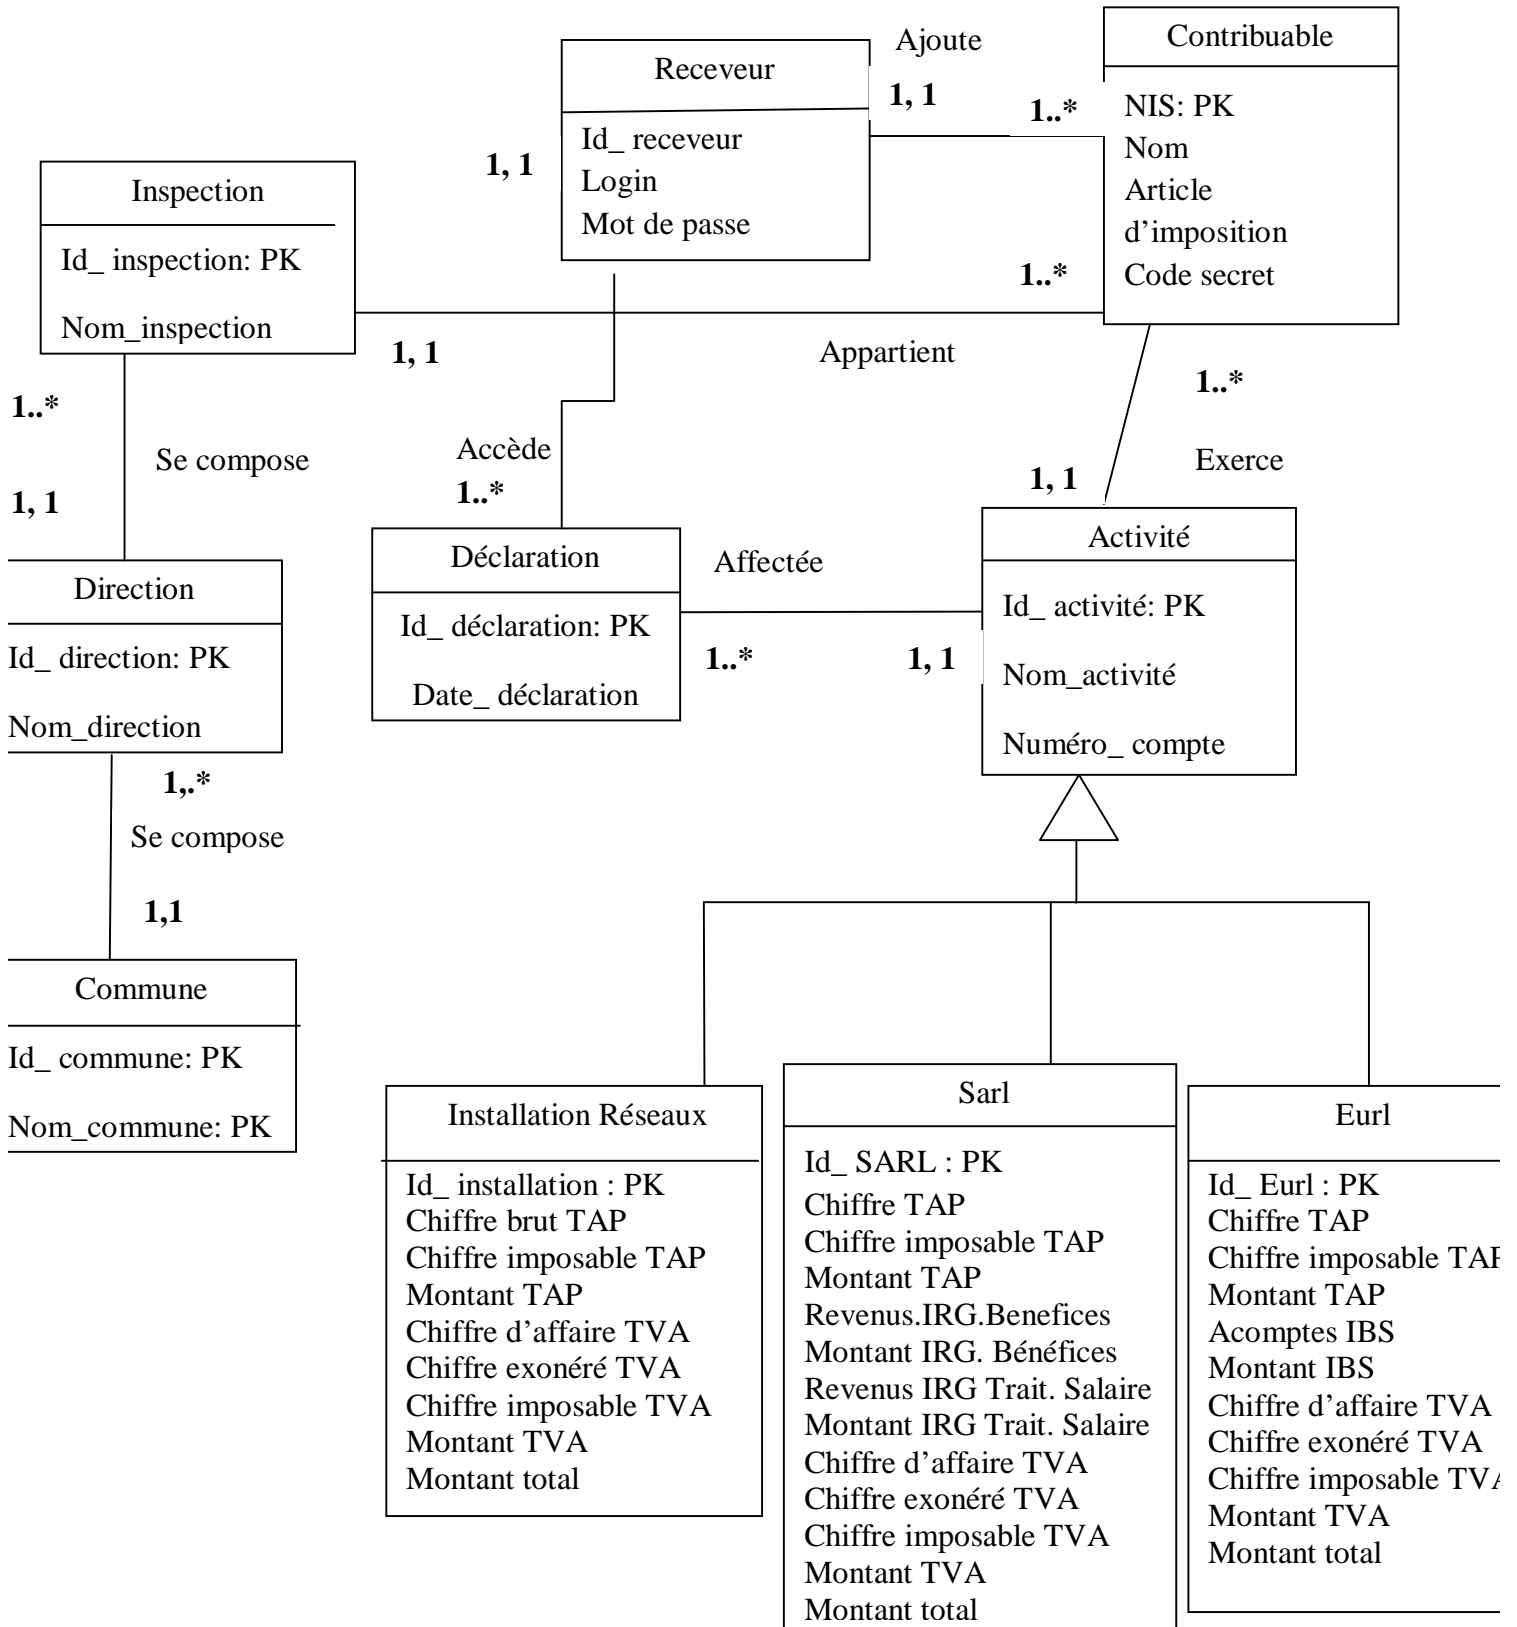 Ajoute
Contribuable
Receveur
1, 1
1..*
NIS: PK
Nom
Article
d’imposition
Code secret
Id_ receveur
Login
Mot de passe
1, 1
Inspection
Id_ inspection: PK
Nom_inspection
1..*
1, 1
Appartient
1..*
1..*
Se compose
Accède
Exerce
1, 1
1..*
1, 1
Déclaration
Affectée
Activité
Direction
Id_ déclaration: PK
Date_ déclaration
1..*
1, 1
Id_ activité: PK
Nom_activité
Numéro_ compte
Id_ direction: PK
Nom_direction
1,.*
Se compose
1,1
Commune
Id_ commune: PK
Nom_commune: PK
Installation Réseaux
Id_ installation : PK
Chiffre brut TAP
Chiffre imposable TAP
Montant TAP
Chiffre d’affaire TVA
Chiffre exonéré TVA
Chiffre imposable TVA
Montant TVA
Montant total
Sarl
Id_ SARL : PK
Chiffre TAP
Chiffre imposable TAP
Montant TAP
Revenus.IRG.Benefices
Montant IRG. Bénéfices
Revenus IRG Trait. Salaire
Montant IRG Trait. Salaire
Chiffre d’affaire TVA
Chiffre exonéré TVA
Chiffre imposable TVA
Montant TVA
Montant total
Eurl
Id_ Eurl : PK
Chiffre TAP
Chiffre imposable TAP
Montant TAP
Acomptes IBS
Montant IBS
Chiffre d’affaire TVA
Chiffre exonéré TVA
Chiffre imposable TVA
Montant TVA
Montant total